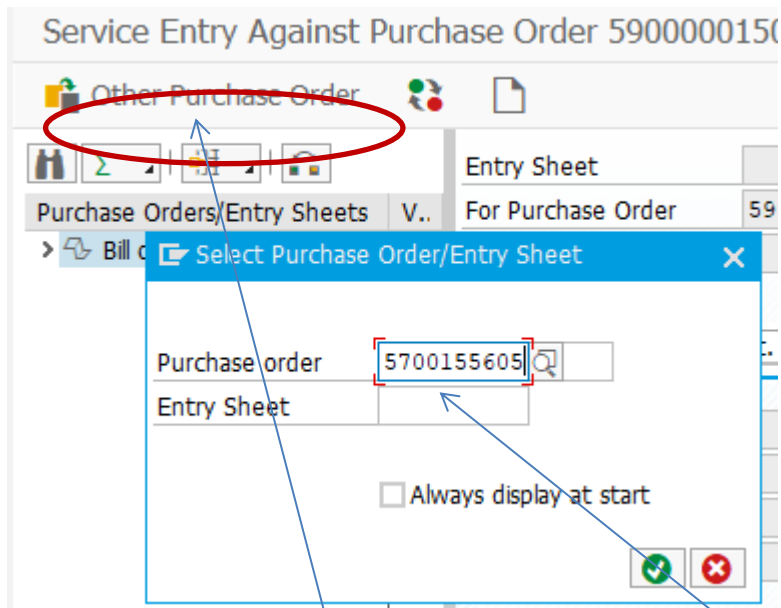 Service Entry Against Purchase Order 5900000150
Other Purchase Order
Entry Sheet
Purchase Orders/Entry Sheets V..
For Purchase Order 59
Bill
Select Purchase Order/Entry Sheet
Purchase order 5700155605
Entry Sheet
Always display at start